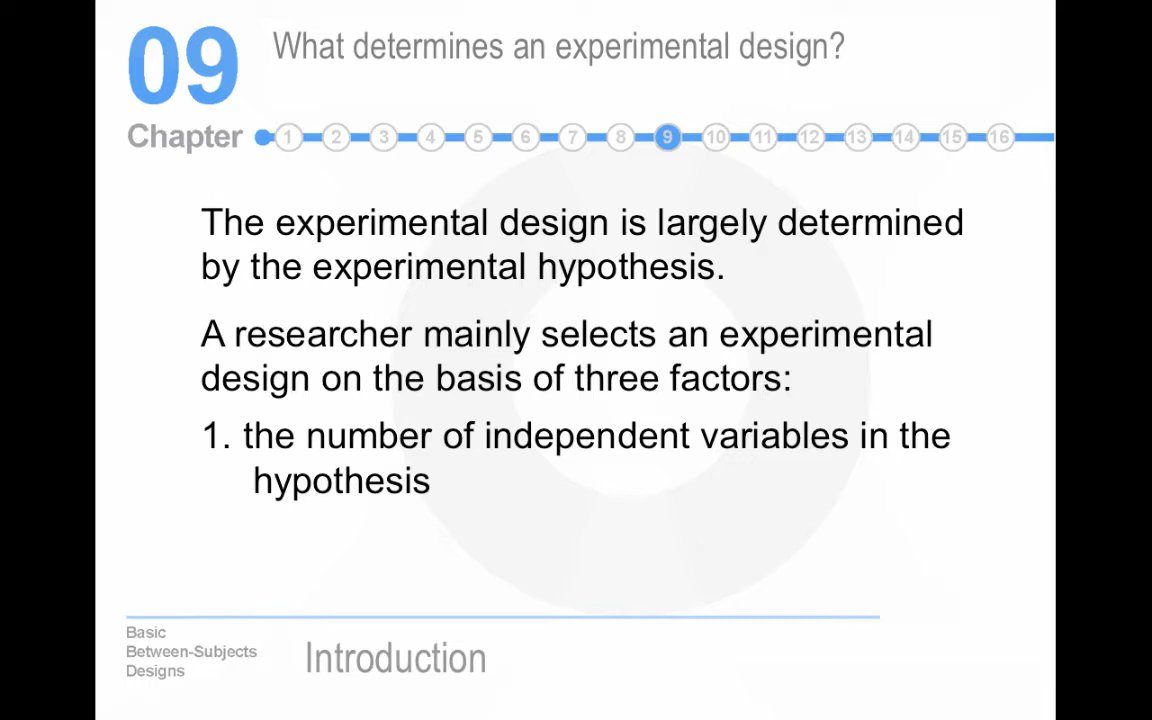 09
What determines an experimental design?
Chapter
1 2 3 4 5 6 7 8 9 10 11 12 13 14 15 16
The experimental design is largely determined
by the experimental hypothesis.
A researcher mainly selects an experimental
design on the basis of three factors:
1. the number of independent variables in the
hypothesis
Basic
Between-Subjects
Designs
Introduction